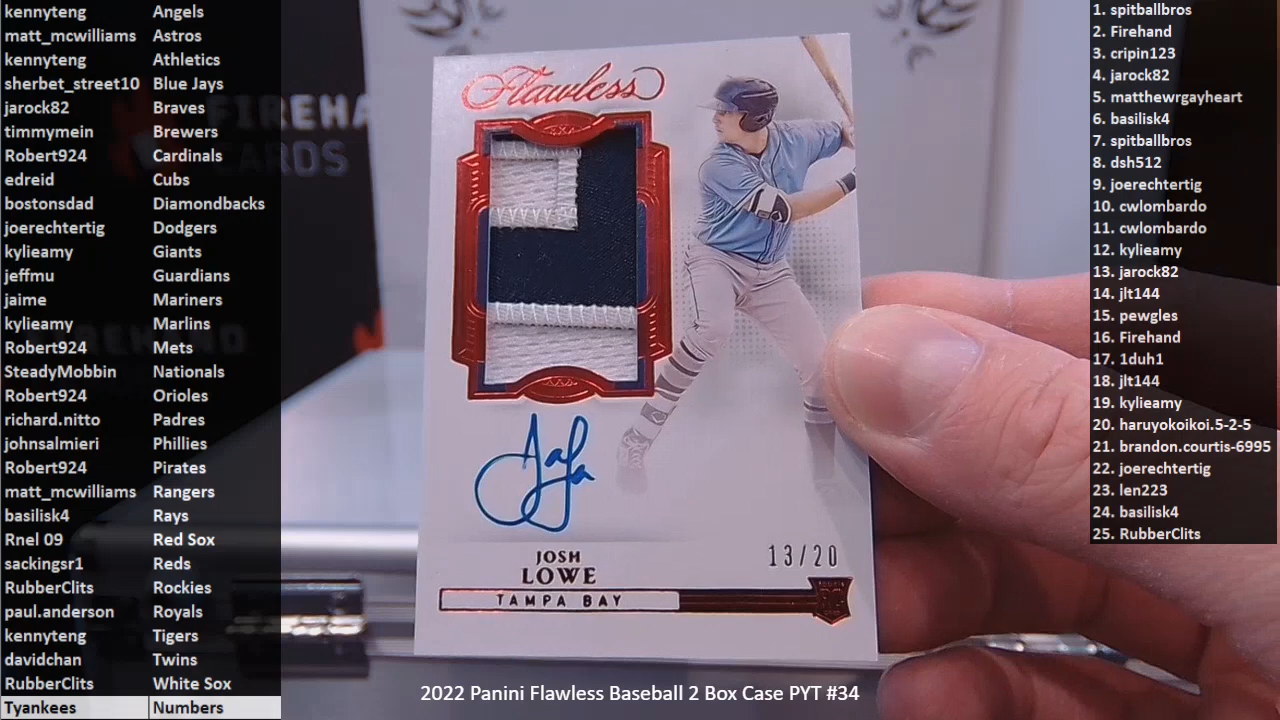 kennyteng Angels
matt_mcwilliams Astros
kennyteng Athletics
sherbet_street10 Blue Jays
jarock82 Braves
timmymein Brewers
Robert924 Cardinals
edreid Cubs
bostonsdad Diamondbacks
joerechtertig Dodgers
kylieamy Giants
jeffmu Guardians
jaime Mariners
kylieamy Marlins
Robert924 Mets
SteadyMobbin Nationals
Robert924 Orioles
richard.nitto Padres
johnsalmieri Phillies
Robert924 Pirates
matt_mcwilliams Rangers
basilisk4 Rays
Rnel 09 Red Sox
sackingsr1 Reds
RubberClits Rockies
paul.anderson Royals
kennyteng Tigers
davidchan Twins
RubberClits White Sox
Tyankees Numbers
FIREHA
CARDS
Flawless
JOSH
LOWE
13/20
TAMPA BAY
2022 Panini Flawless Baseball 2 Box Case PYT #34
1. spitballbros
2. Firehand
3. cripin123
4. jarock82
5. matthewrgayheart
6. basilisk4
7. spitballbros
8. dsh512
9. joerechtertig
10. cwlombardo
11. cwlombardo
12. kylieamy
13. jarock82
14. jlt144
15. pewgles
16. Firehand
17. 1duh1
18. jlt144
19. kylieamy
20. haruyokoikoi.5-2-5
21. brandon.courtis-6995
22. joerechtertig
23. len223
24. basilisk4
25. RubberClits